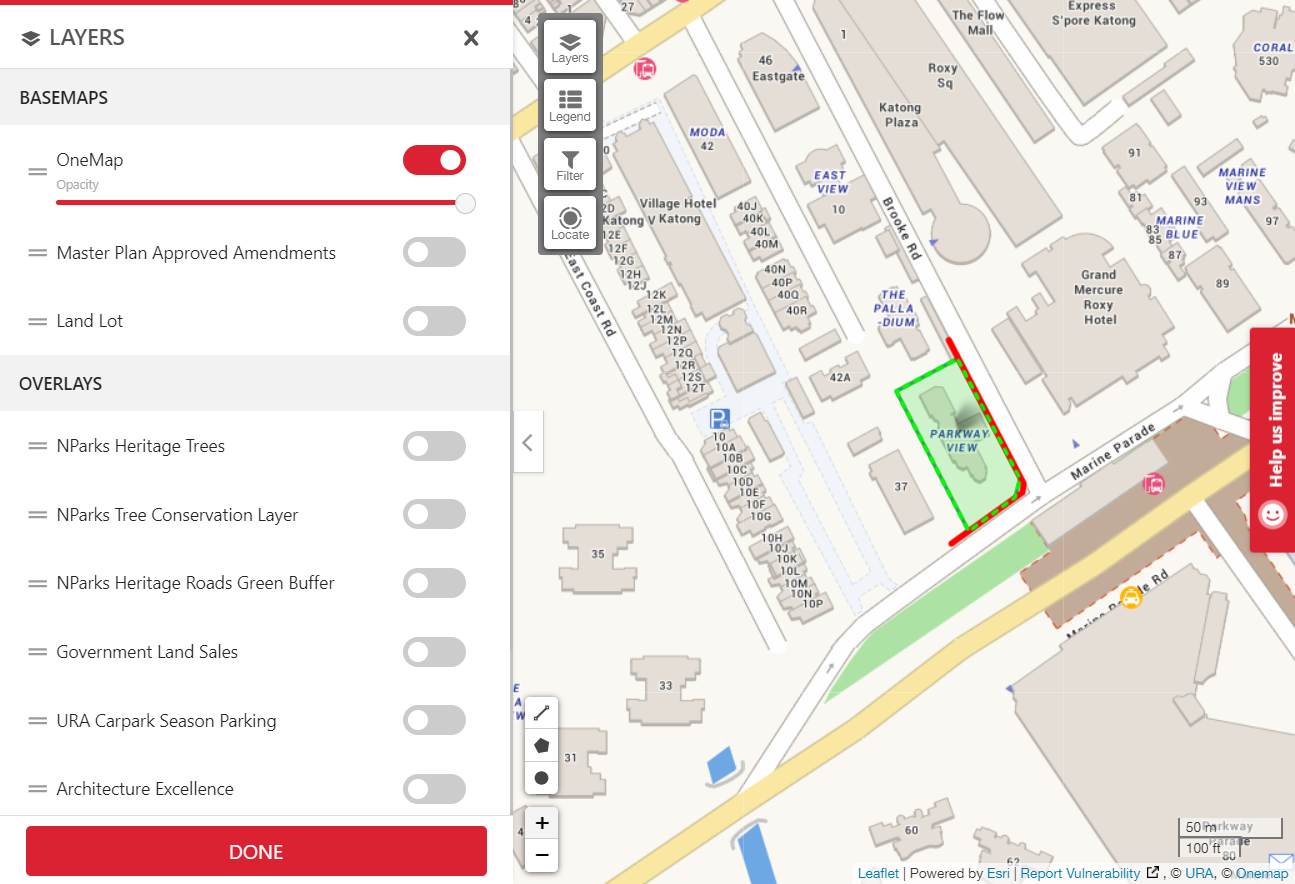 LAYERS
BASEMAPS
OneMap
Opacity
Master Plan Approved Amendments
Land Lot
OVERLAYS
NParks Heritage Trees
NParks Tree Conservation Layer
NParks Heritage Roads Green Buffer
Government Land Sales
URA Carpark Season Parking
Architecture Excellence
DONE
Layers
Legend
Filter
Locate
27
4
1
The Flow
Mall
Express
S'pore Katong
CORAL
530
46
Eastgate
Roxy
Sq
Katong
Plaza
MODA
42
91
EAST
VIEW
10
MARINE
VIEW
MANS
81
93
97
MARINE
BLUE
83
85
87
89
Village Hotel
Katong V Katong
Brooke Rd
40J
40K
40L
40M
40N
40P
40Q
40R
12E
12F
12G
12H
12J
12K
12L
12M
12N
12P
12Q
12R
12S
12T
East Coast Rd
THE
PALLA
-DIUM
Grand
Mercure
Roxy
Hotel
42A
PARKWAY
VIEW
Marine Parade
37
P
10
10A
10B
10C
10D
10E
10F
10G
10H
10J
10K
10L
10M
10N
10P
35
33
31
60
62
Parkway
Parade
80
50 m
100 ft
+
−
Help us improve
Leaflet | Powered by Esri | Report Vulnerability , © URA, © Onemap